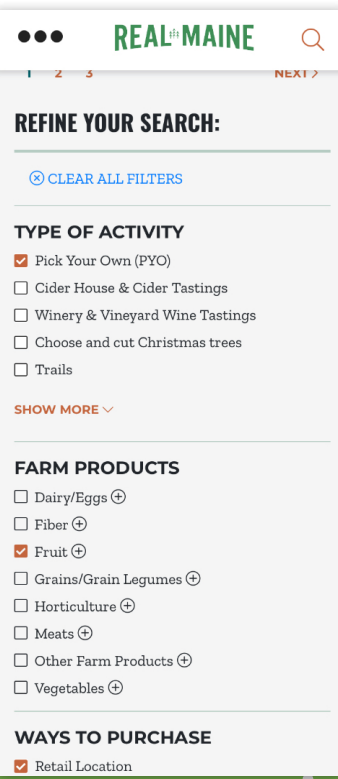 REAL MAINE
1 2 3 NEXT
REFINE YOUR SEARCH:
CLEAR ALL FILTERS
TYPE OF ACTIVITY
Pick Your Own (PYO)
Cider House & Cider Tastings
Winery & Vineyard Wine Tastings
Choose and cut Christmas trees
Trails
SHOW MORE
FARM PRODUCTS
Dairy/Eggs
Fiber
Fruit
Grains/Grain Legumes
Horticulture
Meats
Other Farm Products
Vegetables
WAYS TO PURCHASE
Retail Location